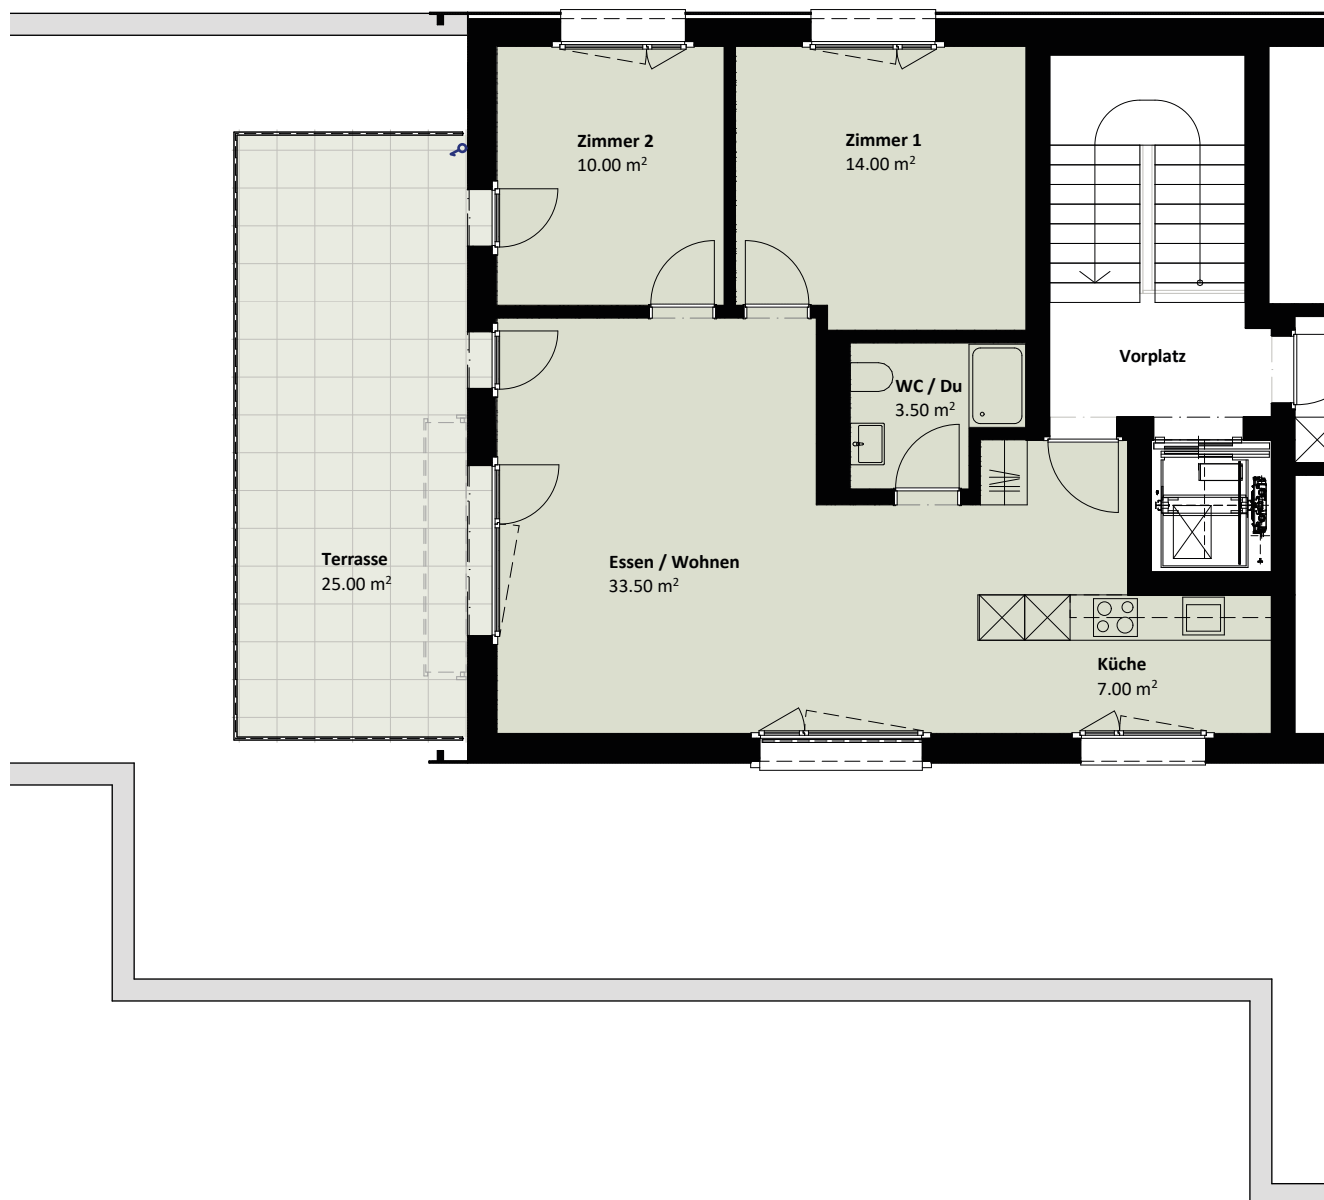 Zimmer 2
10.00 m²
Zimmer 1
14.00 m²
Vorplatz
WC / Du
3.50 m²
Terrasse
25.00 m²
Essen / Wohnen
33.50 m²
Küche
7.00 m²